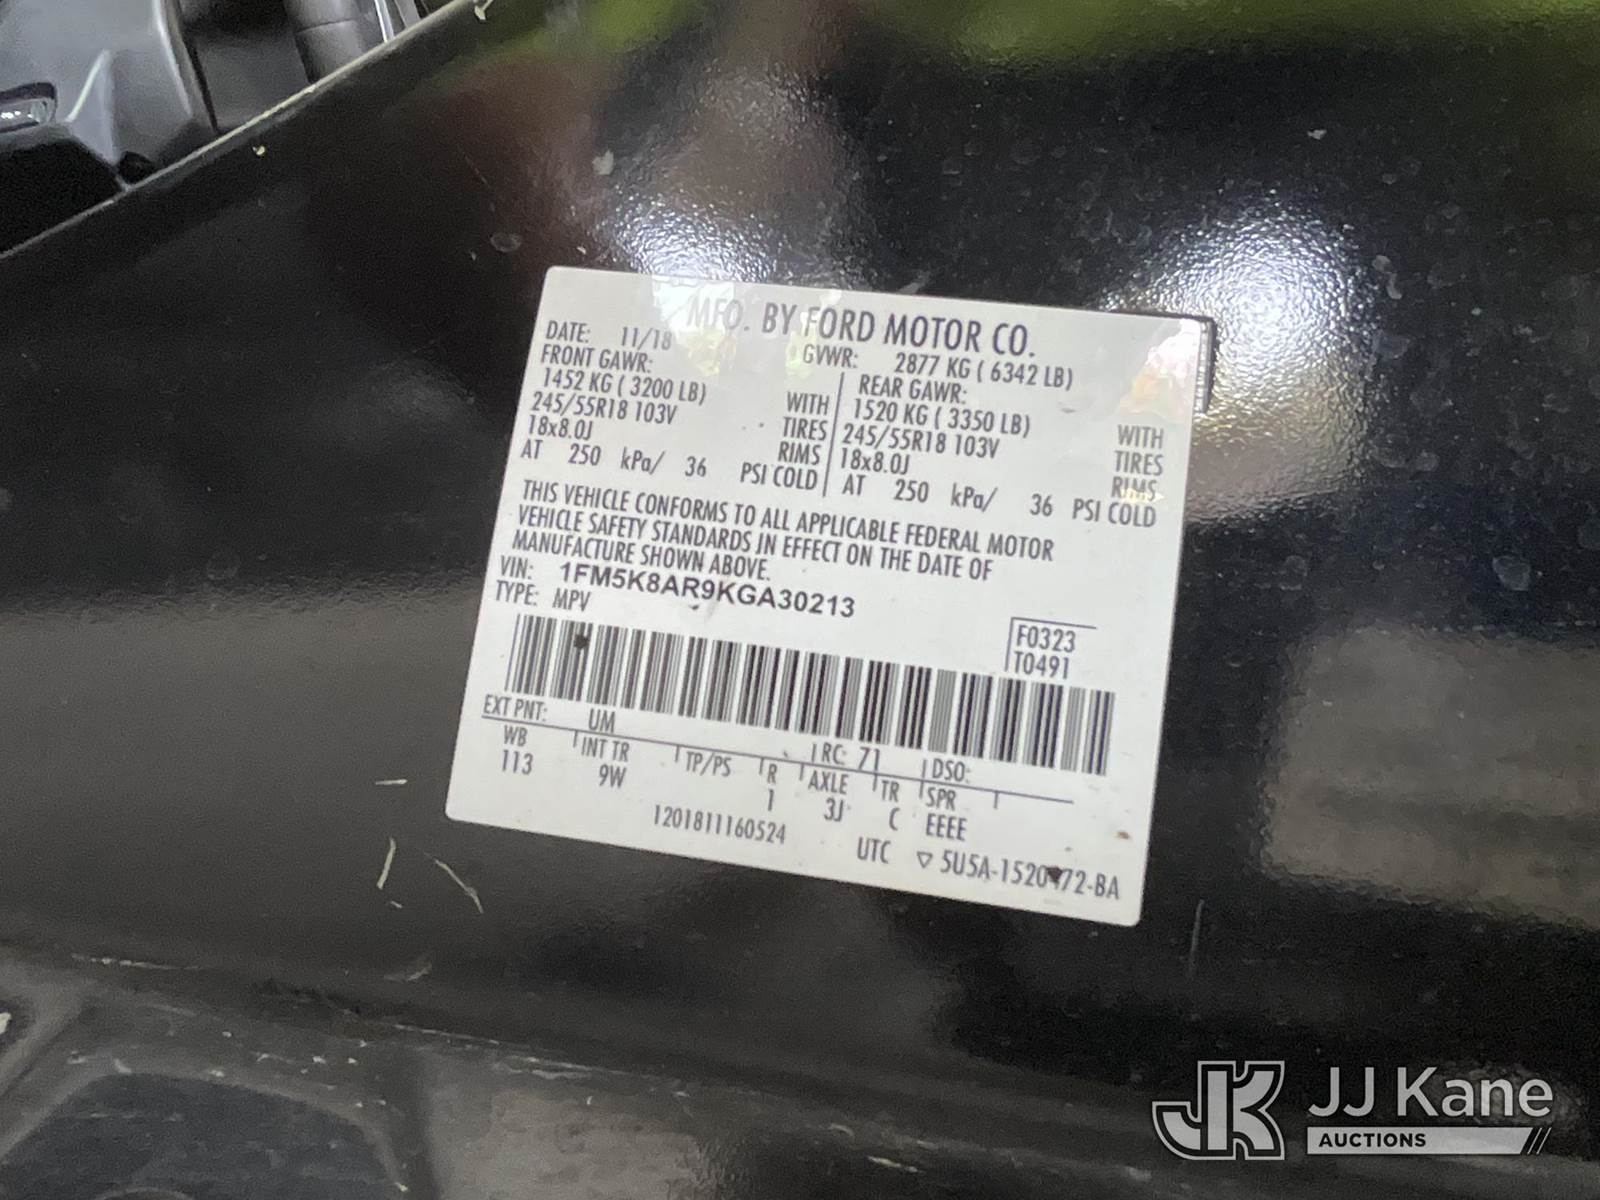 MFO. BY FORD MOTOR CO.
DATE: 11/18 GVWR: 2877 KG ( 6342 LB)
FRONT GAWR: REAR GAWR:
1452 KG ( 3200 LB) WITH 1520 KG ( 3350 LB) WITH
245/55R18 103V TIRES 245/55R18 103V TIRES
18x8.0J RIMS 18x8.0J RIMS
AT 250 kPa/ 36 PSI COLD AT 250 kPa/ 36 PSI COLD
THIS VEHICLE CONFORMS TO ALL APPLICABLE FEDERAL MOTOR
VEHICLE SAFETY STANDARDS IN EFFECT ON THE DATE OF
MANUFACTURE SHOWN ABOVE.
VIN: 1FM5K8AR9KGA30213
TYPE: MPV
F0323
T0491
EXT PNT: UM RC: 71 DSO:
WB INT TR TP/PS R AXLE TR SPR
113 9W 1 3J C EEEE
1201811160524
UTC ▽ 5U5A-1520472-BA
JK JJ Kane
AUCTIONS